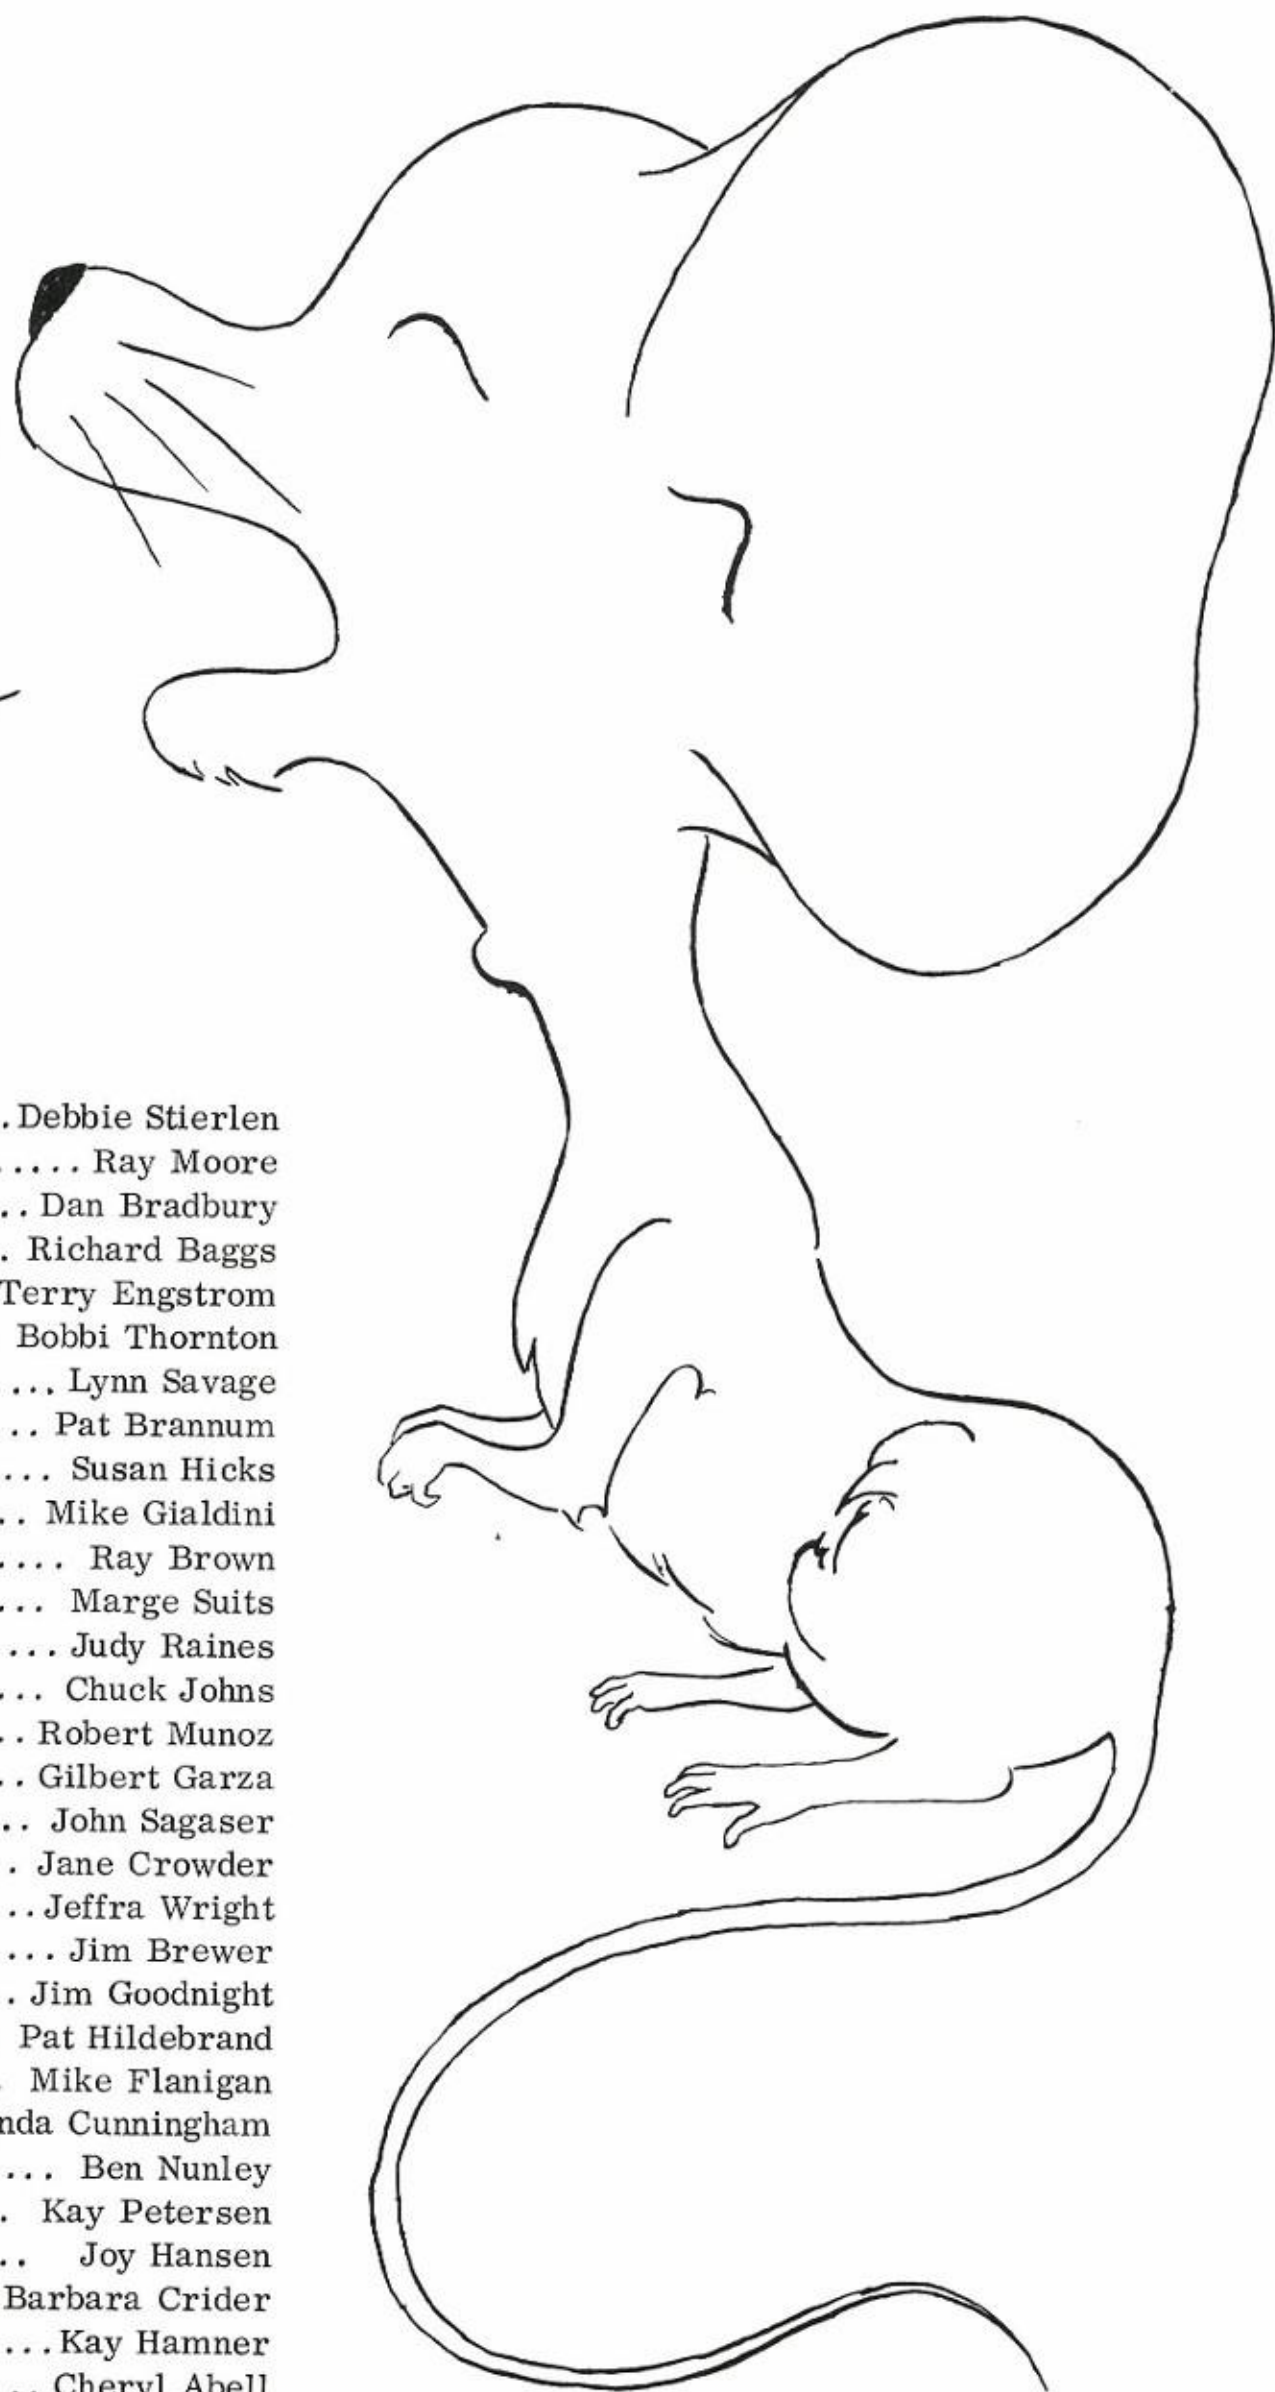 .Debbie Stierlen
..... Ray Moore
.. Dan Bradbury
. Richard Baggs
Terry Engstrom
Bobbi Thornton
... Lynn Savage
.. Pat Brannum
... Susan Hicks
.. Mike Gialdini
.... Ray Brown
... Marge Suits
... Judy Raines
... Chuck Johns
.. Robert Munoz
.. Gilbert Garza
.. John Sagaser
. Jane Crowder
.. Jeffra Wright
... Jim Brewer
. Jim Goodnight
Pat Hildebrand
. Mike Flanigan
nda Cunningham
... Ben Nunley
. Kay Petersen
.. Joy Hansen
Barbara Crider
... Kay Hamner
.. Cheryl Abell